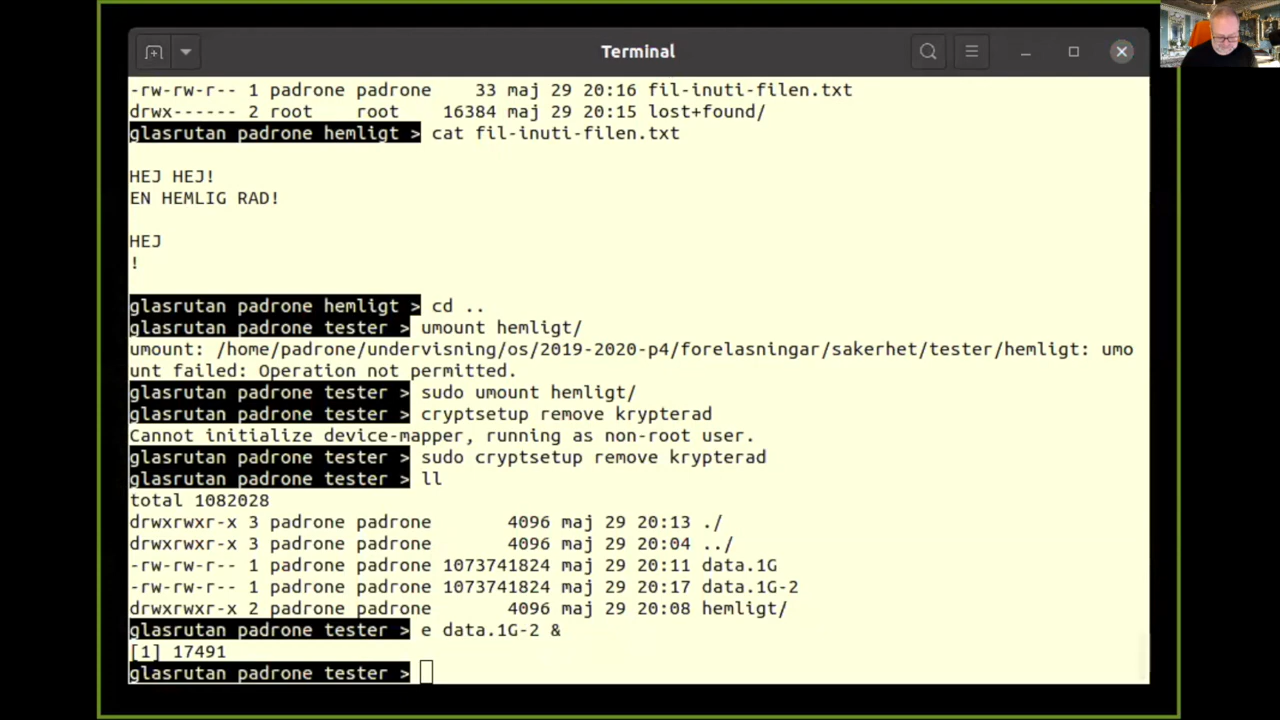 Terminal
-rw-rw-r-- 1 padrone padrone    33 maj 29 20:16 fil-inuti-filen.txt
drwx------ 2 root    root    16384 maj 29 20:15 lost+found/
glasrutan padrone hemligt > cat fil-inuti-filen.txt
HEJ HEJ!
EN HEMLIG RAD!
HEJ
!
glasrutan padrone hemligt > cd ..
glasrutan padrone tester > umount hemligt/
umount: /home/padrone/undervisning/os/2019-2020-p4/forelasningar/sakerhet/tester/hemligt: umo
unt failed: Operation not permitted.
glasrutan padrone tester > sudo umount hemligt/
glasrutan padrone tester > cryptsetup remove krypterad
Cannot initialize device-mapper, running as non-root user.
glasrutan padrone tester > sudo cryptsetup remove krypterad
glasrutan padrone tester > ll
total 1082028
drwxrwxr-x 3 padrone padrone       4096 maj 29 20:13 ./
drwxrwxr-x 3 padrone padrone       4096 maj 29 20:04 ../
-rw-rw-r-- 1 padrone padrone 1073741824 maj 29 20:11 data.1G
-rw-rw-r-- 1 padrone padrone 1073741824 maj 29 20:17 data.1G-2
drwxrwxr-x 2 padrone padrone       4096 maj 29 20:08 hemligt/
glasrutan padrone tester > e data.1G-2 &
[1] 17491
glasrutan padrone tester >